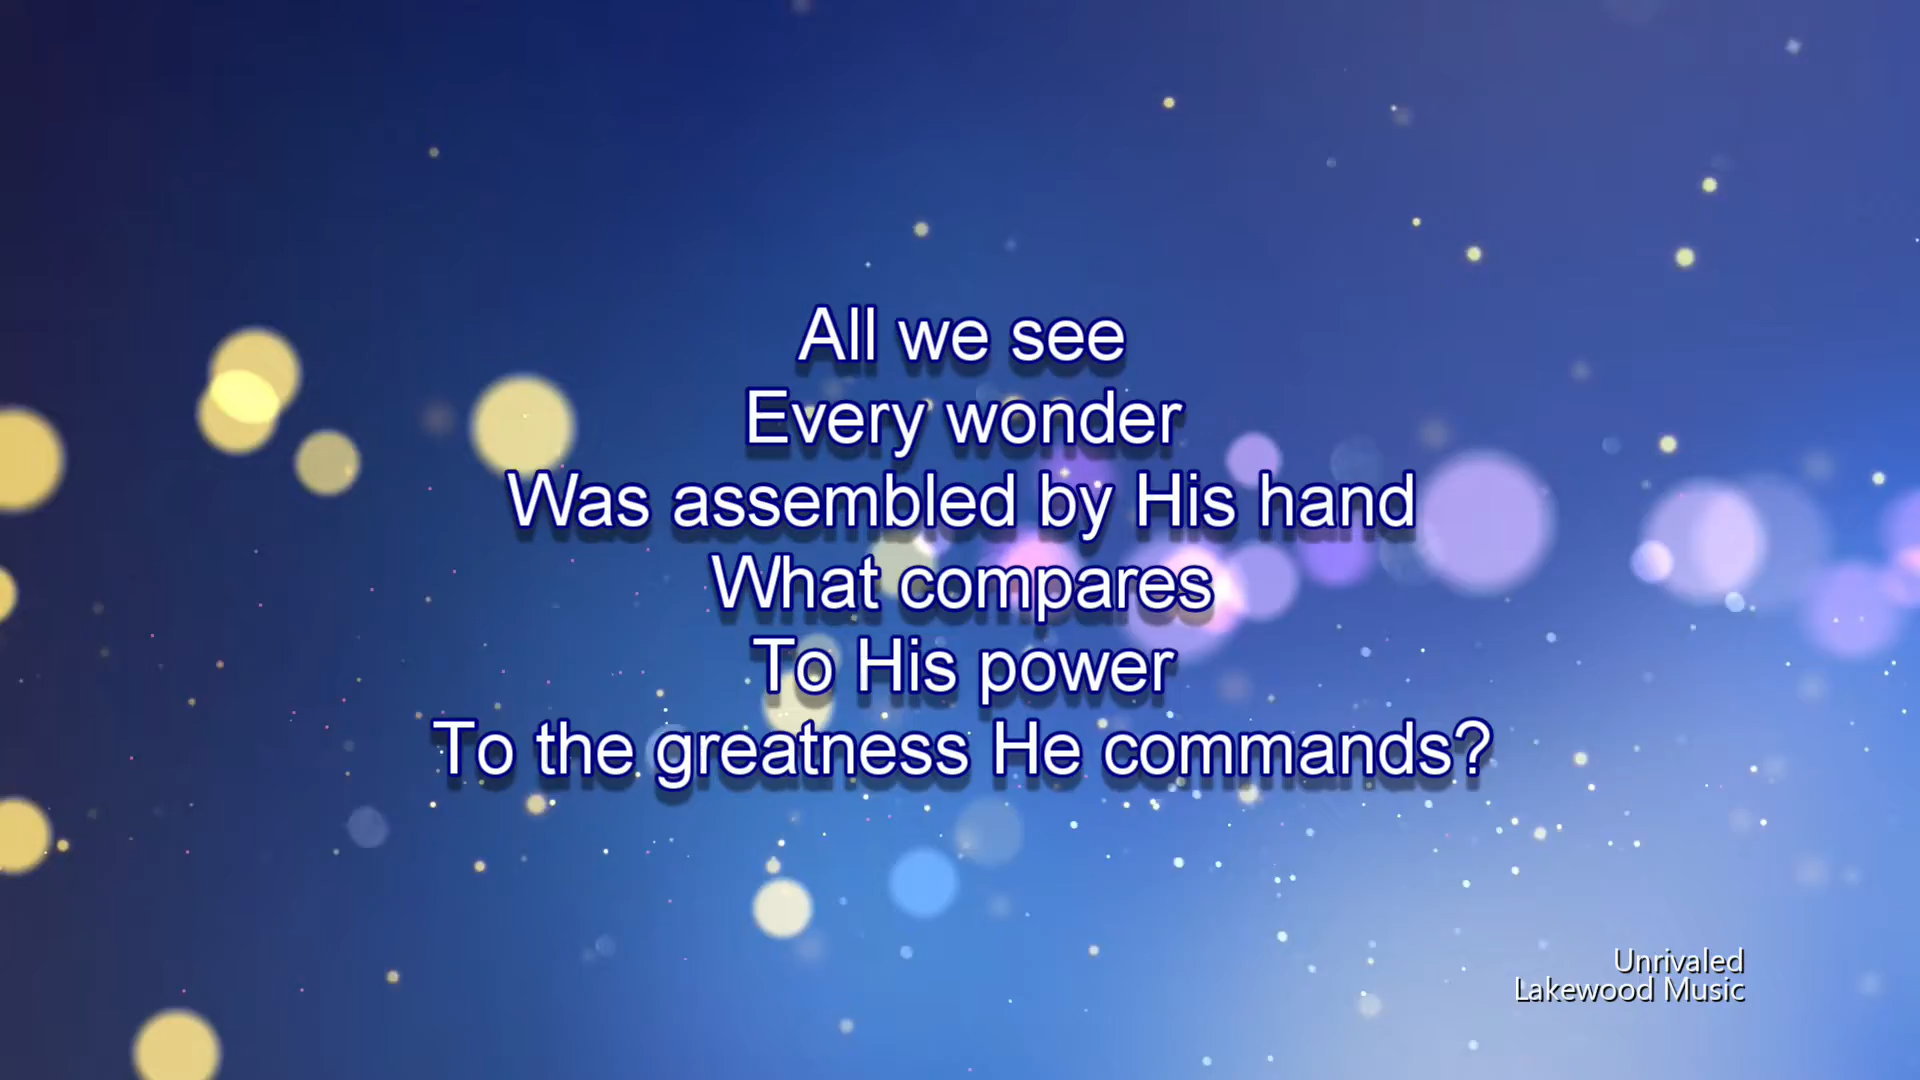 All we see
Every wonder
Was assembled by His hand
What compares
To His power
To the greatness He commands?
Unrivaled
Lakewood Music